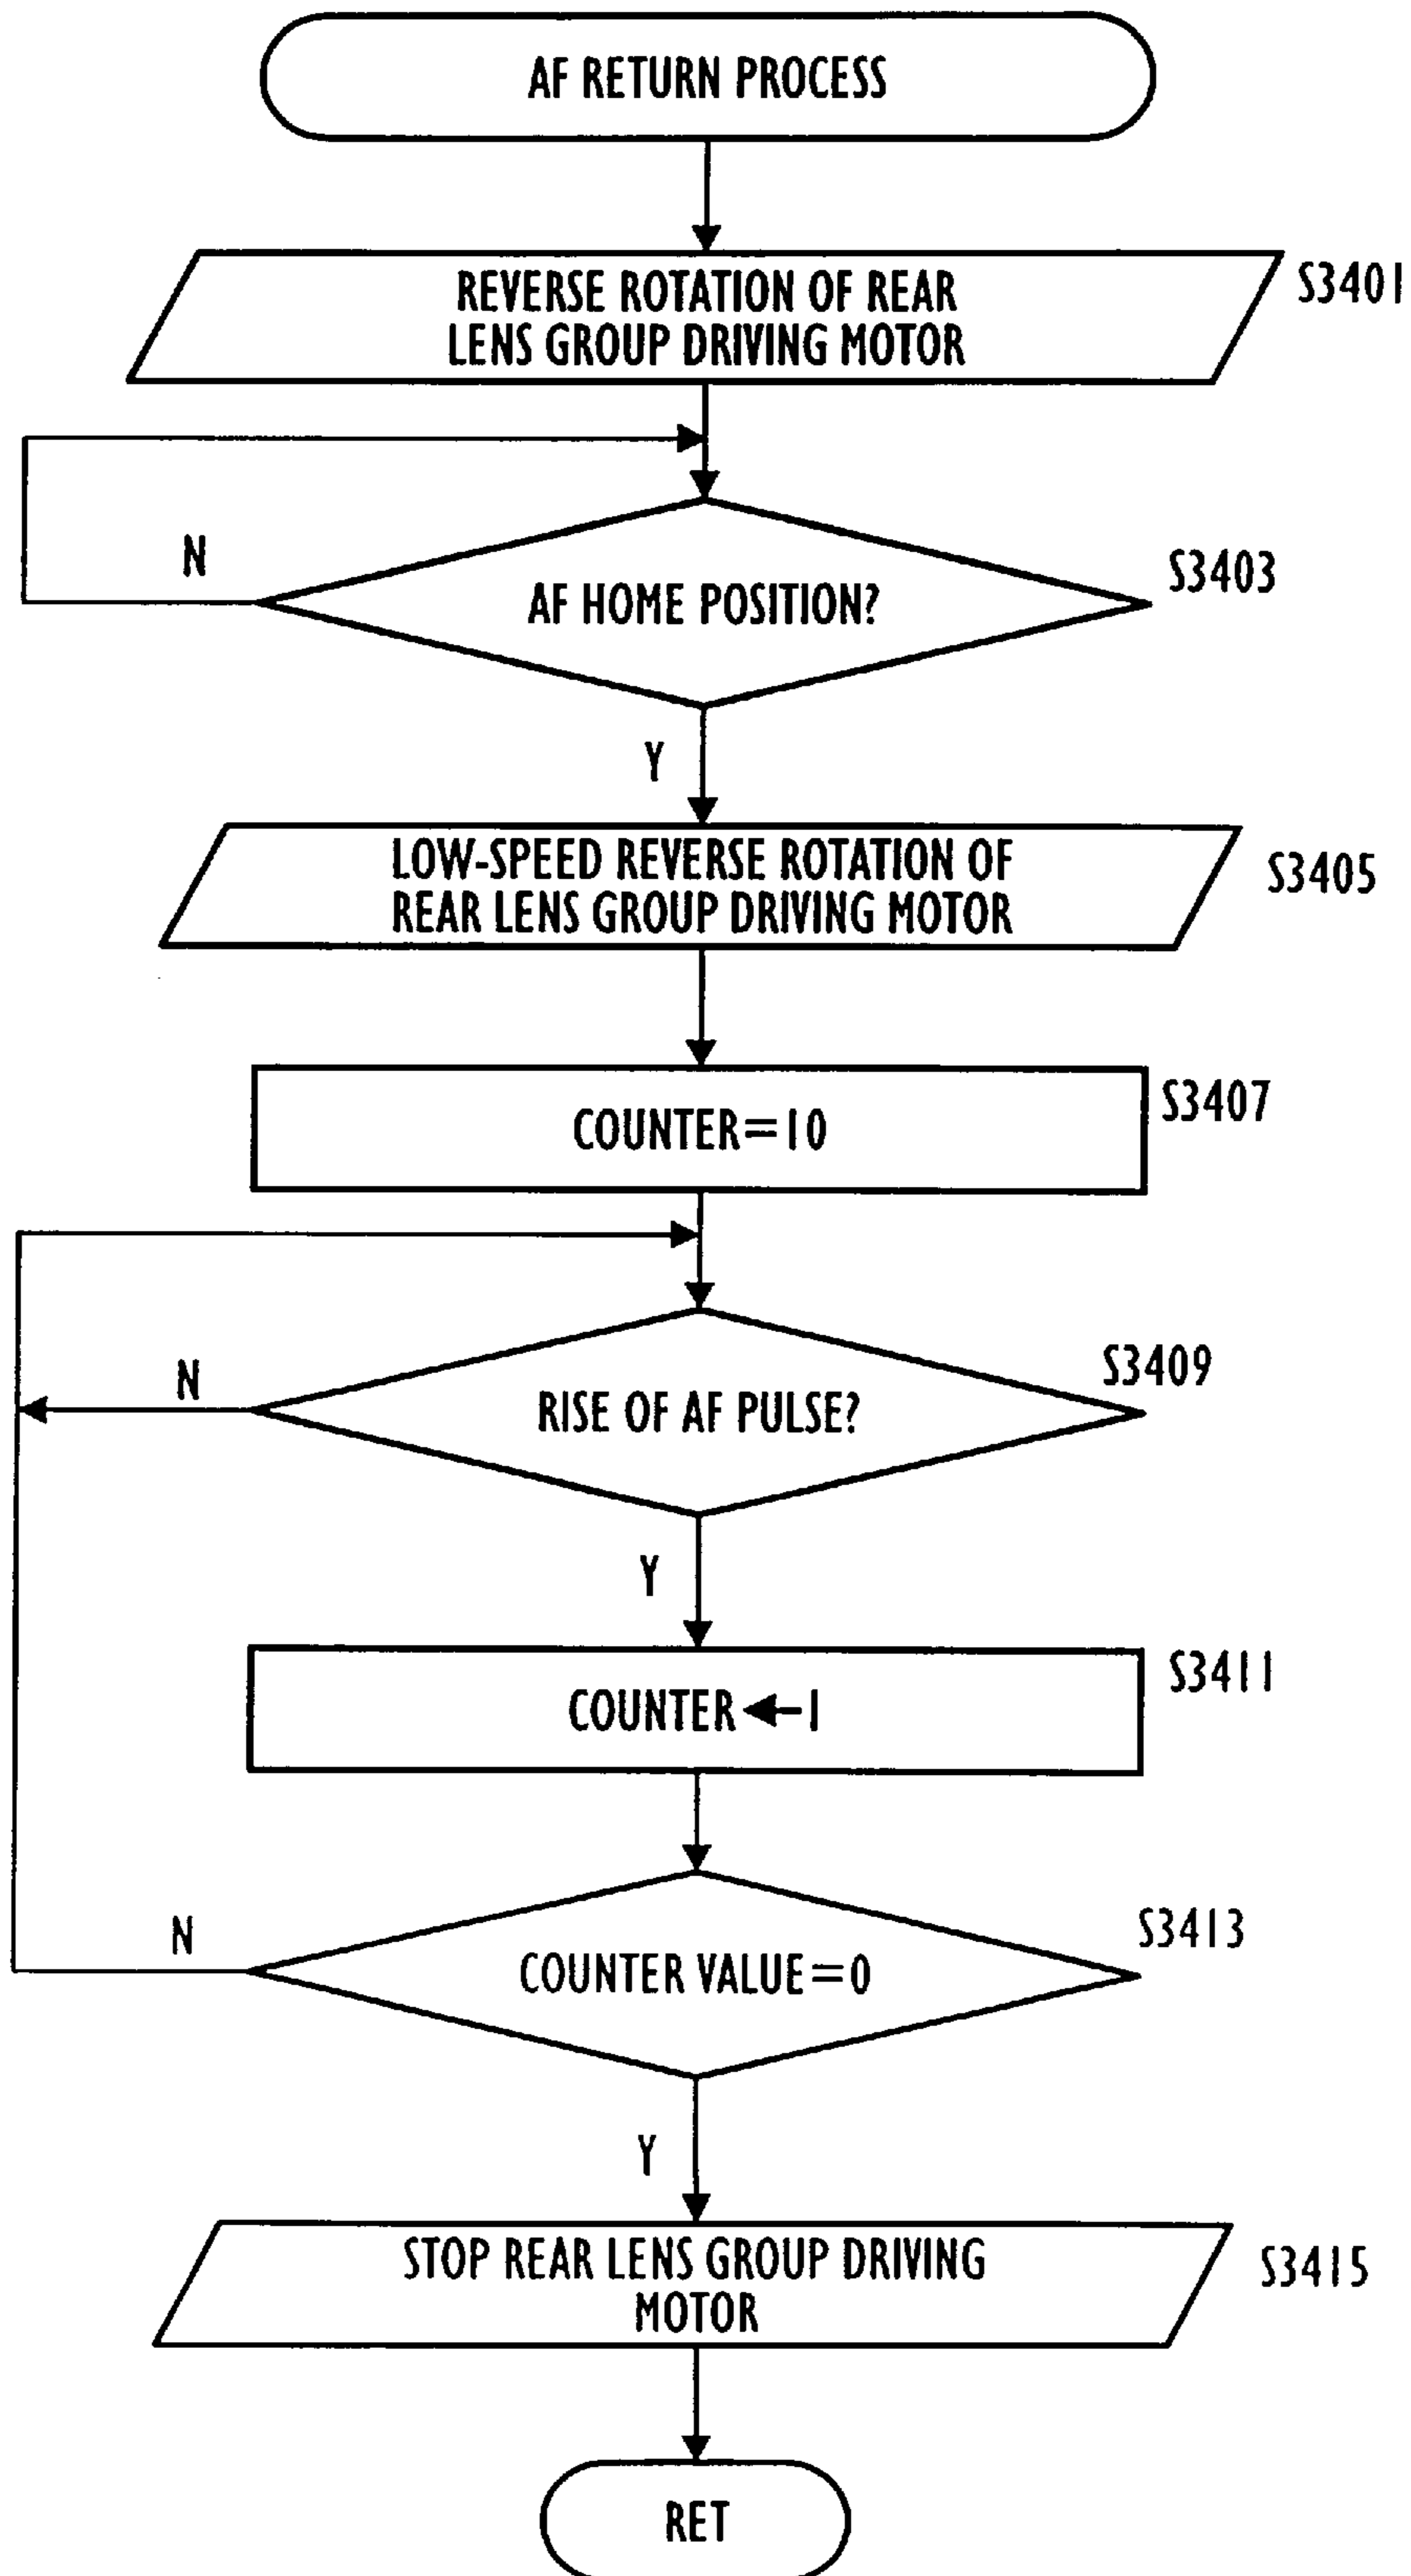 AF RETURN PROCESS
REVERSE ROTATION OF REAR
LENS GROUP DRIVING MOTOR
S3401
N
AF HOME POSITION?
S3403
Y
LOW-SPEED REVERSE ROTATION OF
REAR LENS GROUP DRIVING MOTOR
S3405
COUNTER=10
S3407
N
RISE OF AF PULSE?
S3409
Y
COUNTER←1
S3411
N
COUNTER VALUE=0
S3413
Y
STOP REAR LENS GROUP DRIVING
MOTOR
S3415
RET